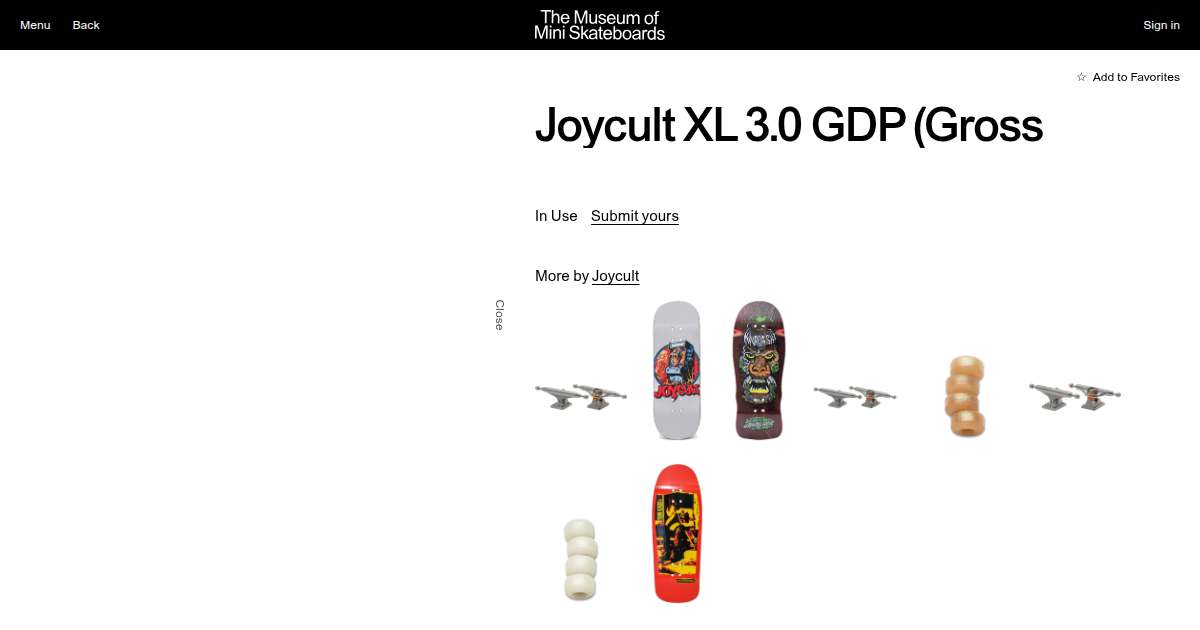 Menu
Back
The Museum of
Mini Skateboards
Sign in
☆ Add to Favorites
Joycult XL 3.0 GDP (Gross
In Use
Submit yours
More by Joycult
Close